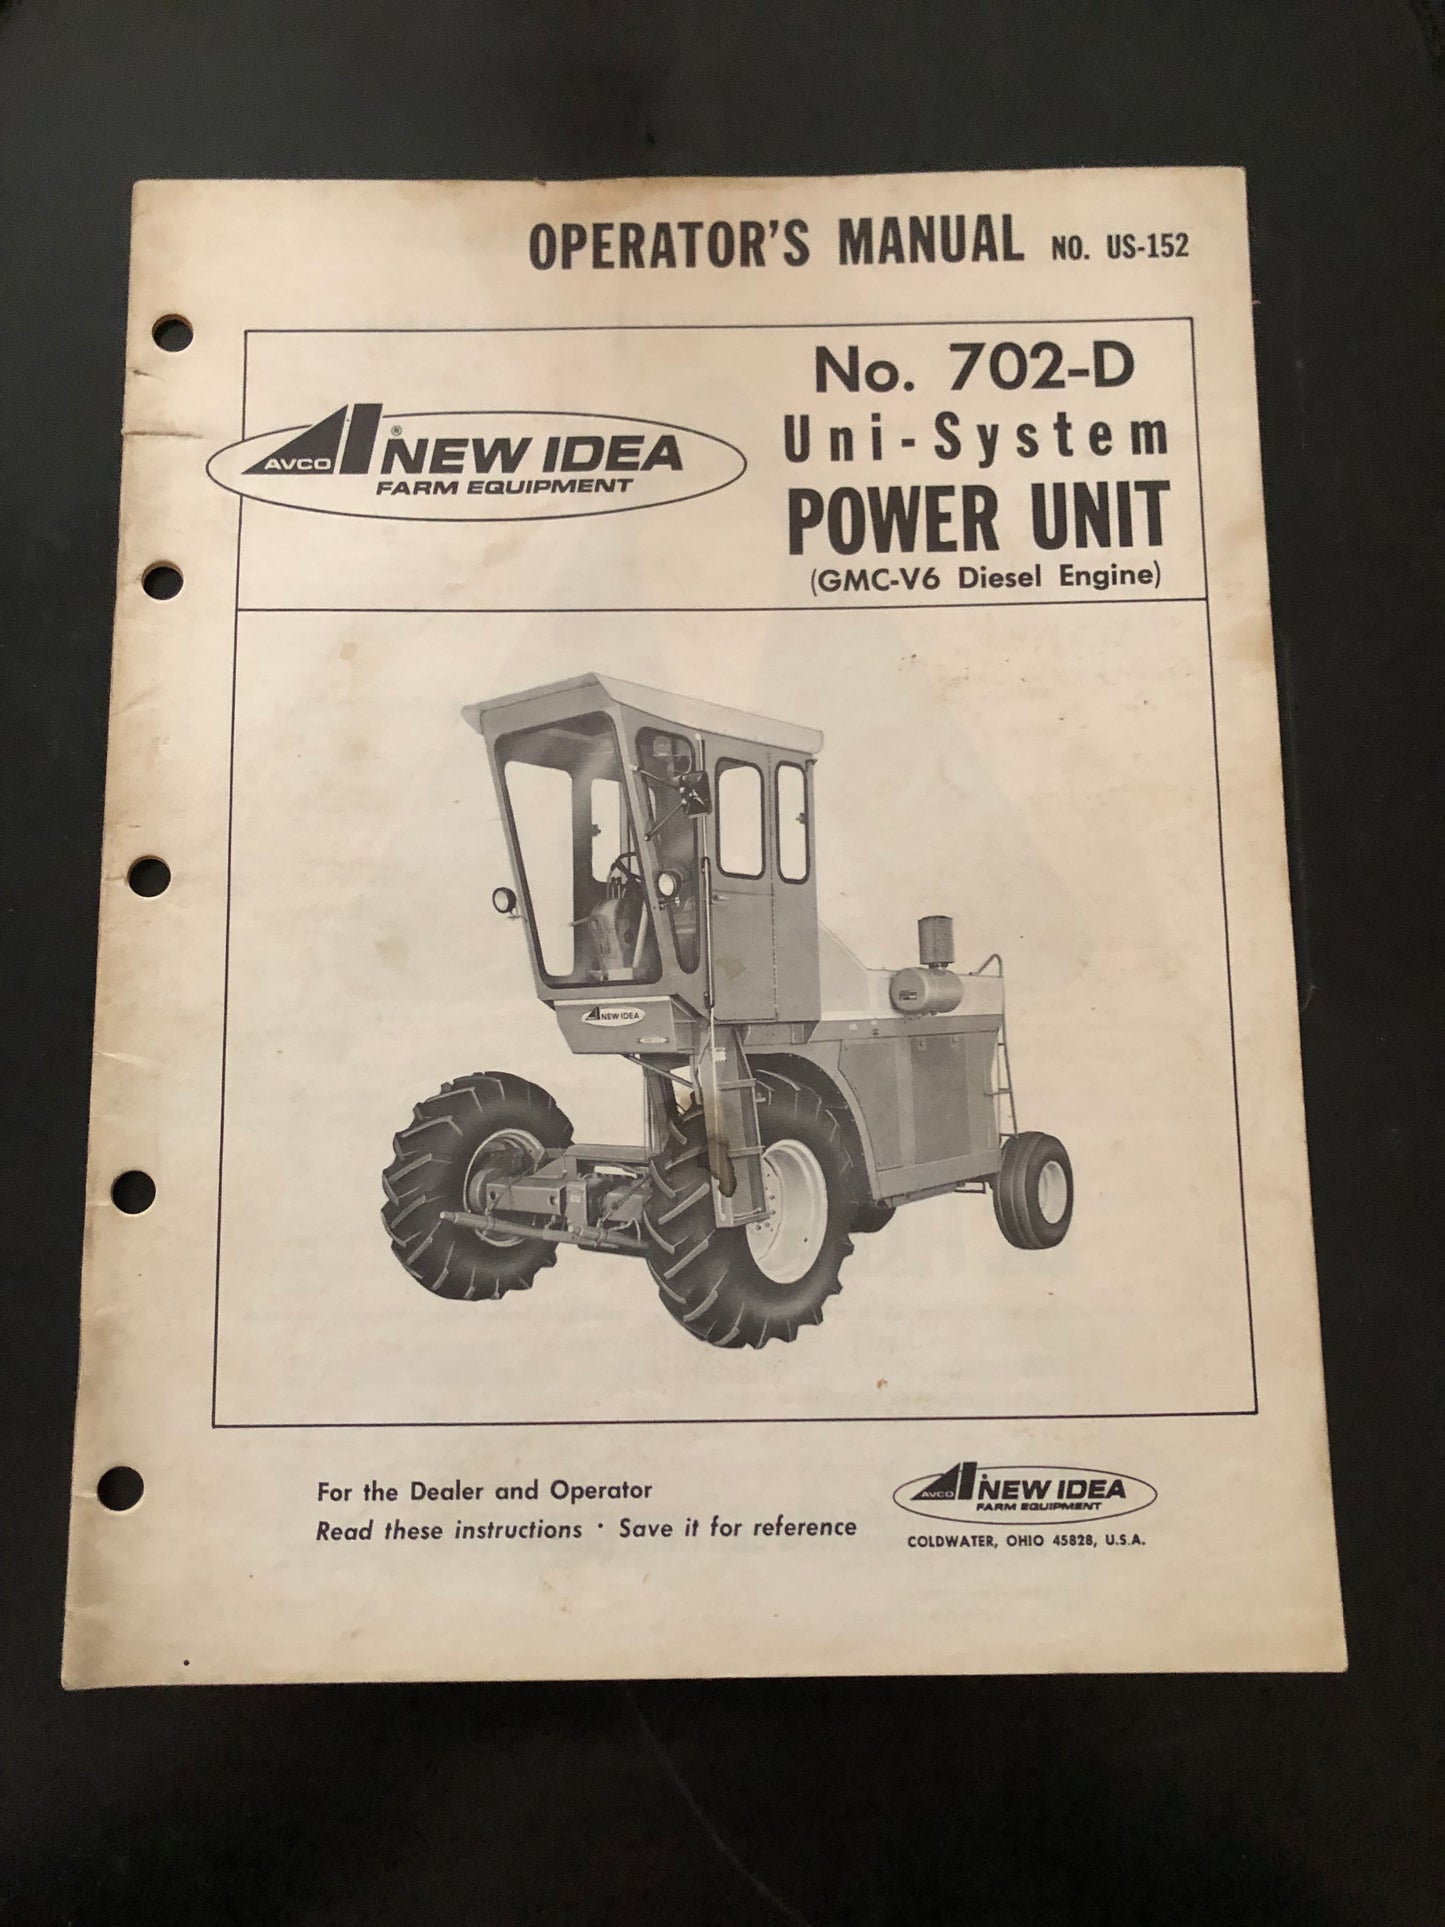 OPERATOR'S MANUAL NO. US-152
No. 702-D
Uni-System
POWER UNIT
(GMC-V6 Diesel Engine)
AVCO ® NEW IDEA
FARM EQUIPMENT
NEW IDEA
For the Dealer and Operator
Read these instructions · Save it for reference
AVCO NEW IDEA
FARM EQUIPMENT
COLDWATER, OHIO 45828, U.S.A.